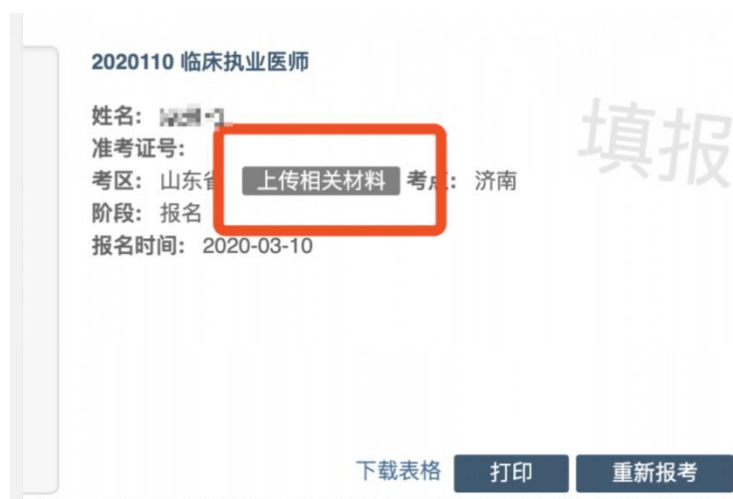 2020110 临床执业医师
填报
姓名：
准考证号：
考区： 山东省 上传相关材料 考点： 济南
阶段： 报名
报名时间： 2020-03-10
下载表格 打印 重新报考